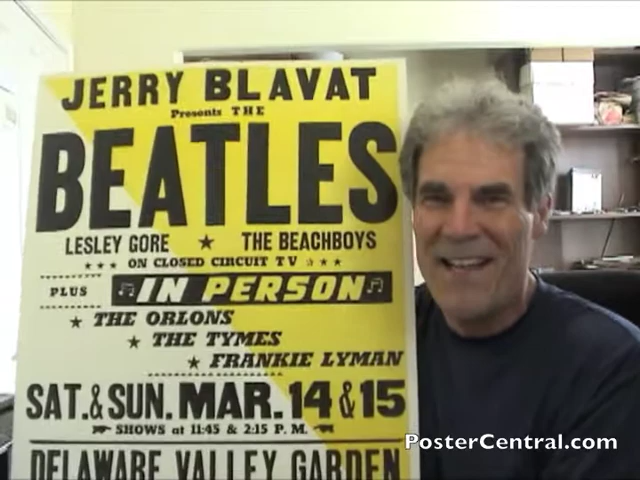 JERRY BLAVAT
Presents THE
BEATLES
LESLEY GORE ★ THE BEACHBOYS
★ ★ ★ ON CLOSED CIRCUIT TV ★ ★ ★
PLUS ♫ IN PERSON ♫
★ THE ORLONS
★ THE TYMES
★ FRANKIE LYMAN
SAT. & SUN. MAR. 14 & 15
SHOWS at 11:45 & 2:15 P. M.
DELAWARE VALLEY GARDEN
PosterCentral.com